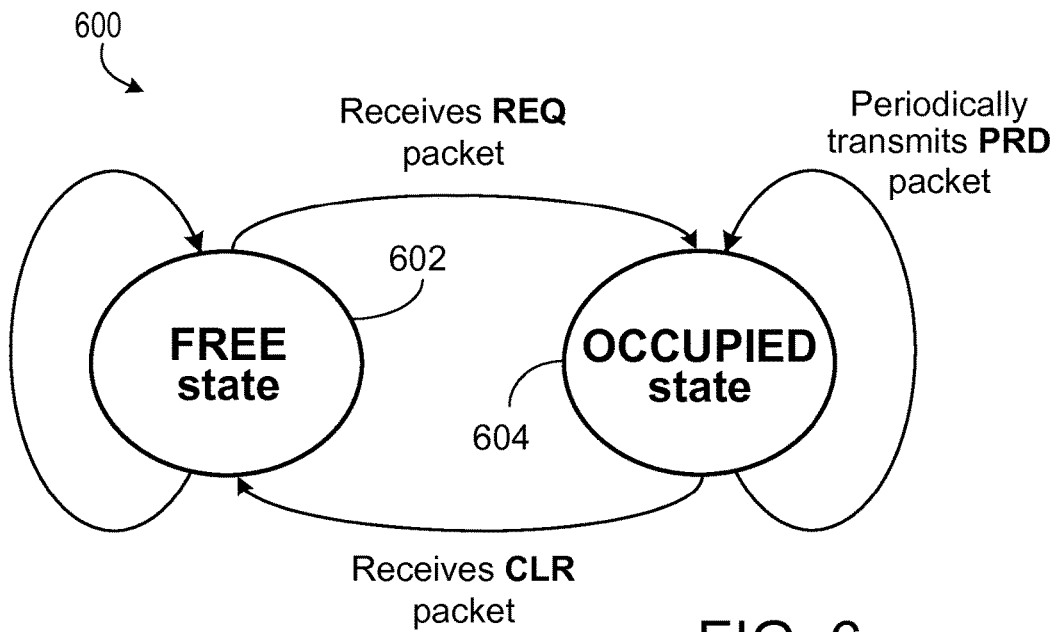 600
Receives REQ
packet
Periodically
transmits PRD
packet
602
FREE
state
OCCUPIED
state
604
Receives CLR
packet
FIG. 6